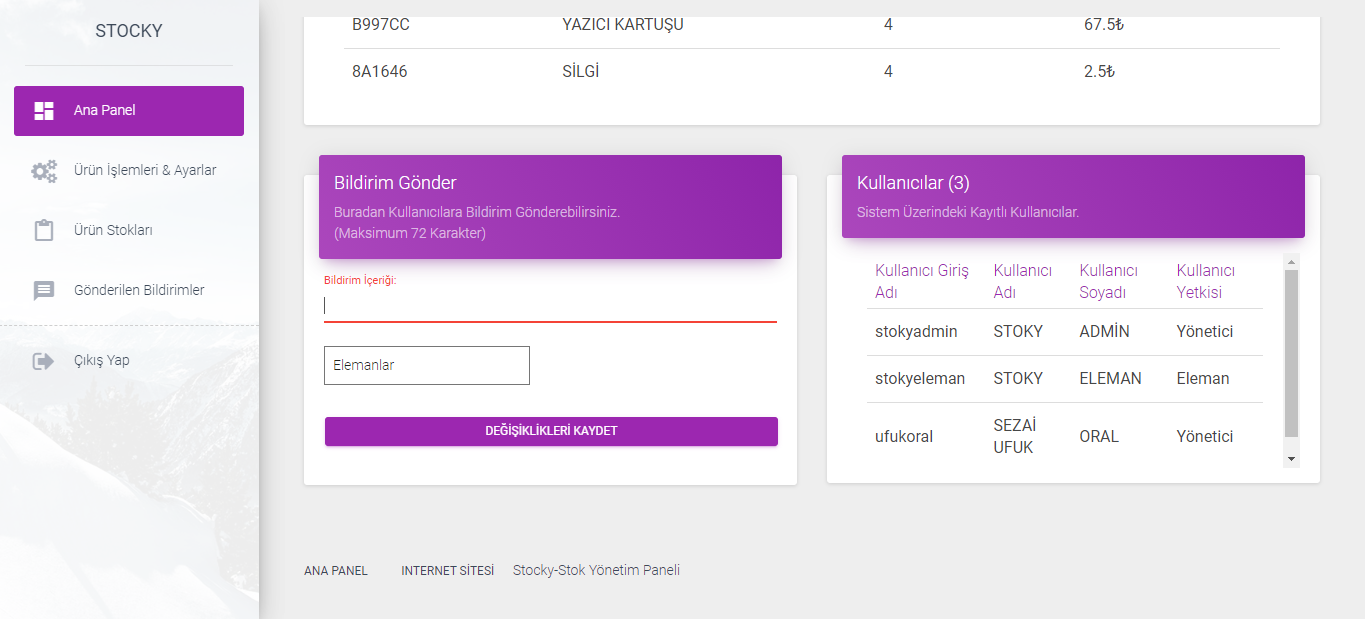 STOCKY
Ana Panel
Ürün İşlemleri & Ayarlar
Ürün Stokları
Gönderilen Bildirimler
Çıkış Yap
B997CC YAZICI KARTUŞU 4 67.5₺
8A1646 SİLGİ 4 2.5₺
Bildirim Gönder
Buradan Kullanıcılara Bildirim Gönderebilirsiniz.
(Maksimum 72 Karakter)
Bildirim İçeriği:
Elemanlar
DEĞİŞİKLİKLERİ KAYDET
Kullanıcılar (3)
Sistem Üzerindeki Kayıtlı Kullanıcılar.
Kullanıcı Giriş Kullanıcı Kullanıcı Kullanıcı
Adı Adı Soyadı Yetkisi
stokyadmin STOKY ADMİN Yönetici
stokyeleman STOKY ELEMAN Eleman
ufukoral SEZAİ UFUK ORAL Yönetici
ANA PANEL INTERNET SİTESİ Stocky-Stok Yönetim Paneli